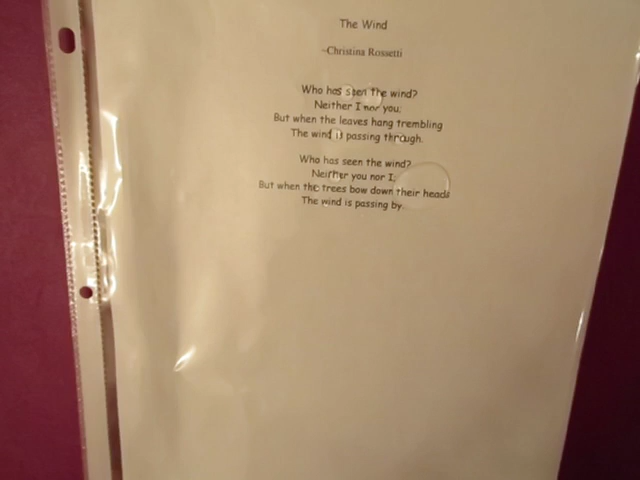 The Wind
~Christina Rossetti
Who has seen the wind?
Neither I nor you.
But when the leaves hang trembling
The wind is passing through.
Who has seen the wind?
Neither you nor I.
But when the trees bow down their heads
The wind is passing by.